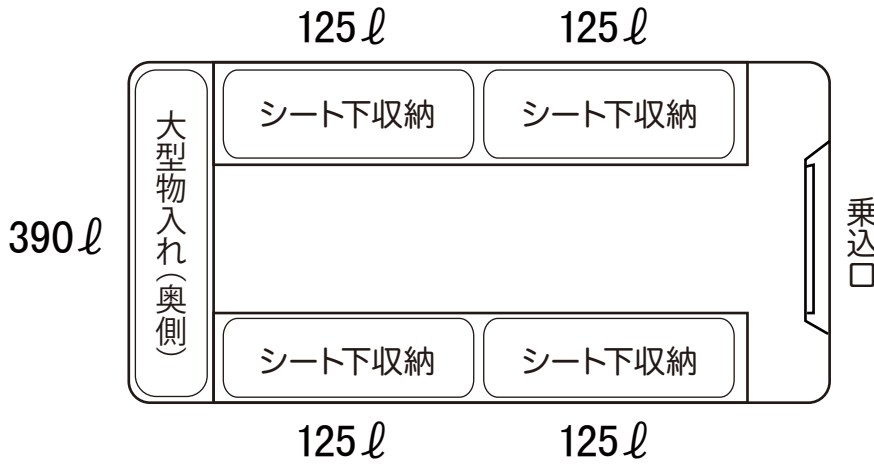 125ℓ 125ℓ
シート下収納 シート下収納
大型物入れ(奥側)
390ℓ
乗込口
シート下収納 シート下収納
125ℓ 125ℓ